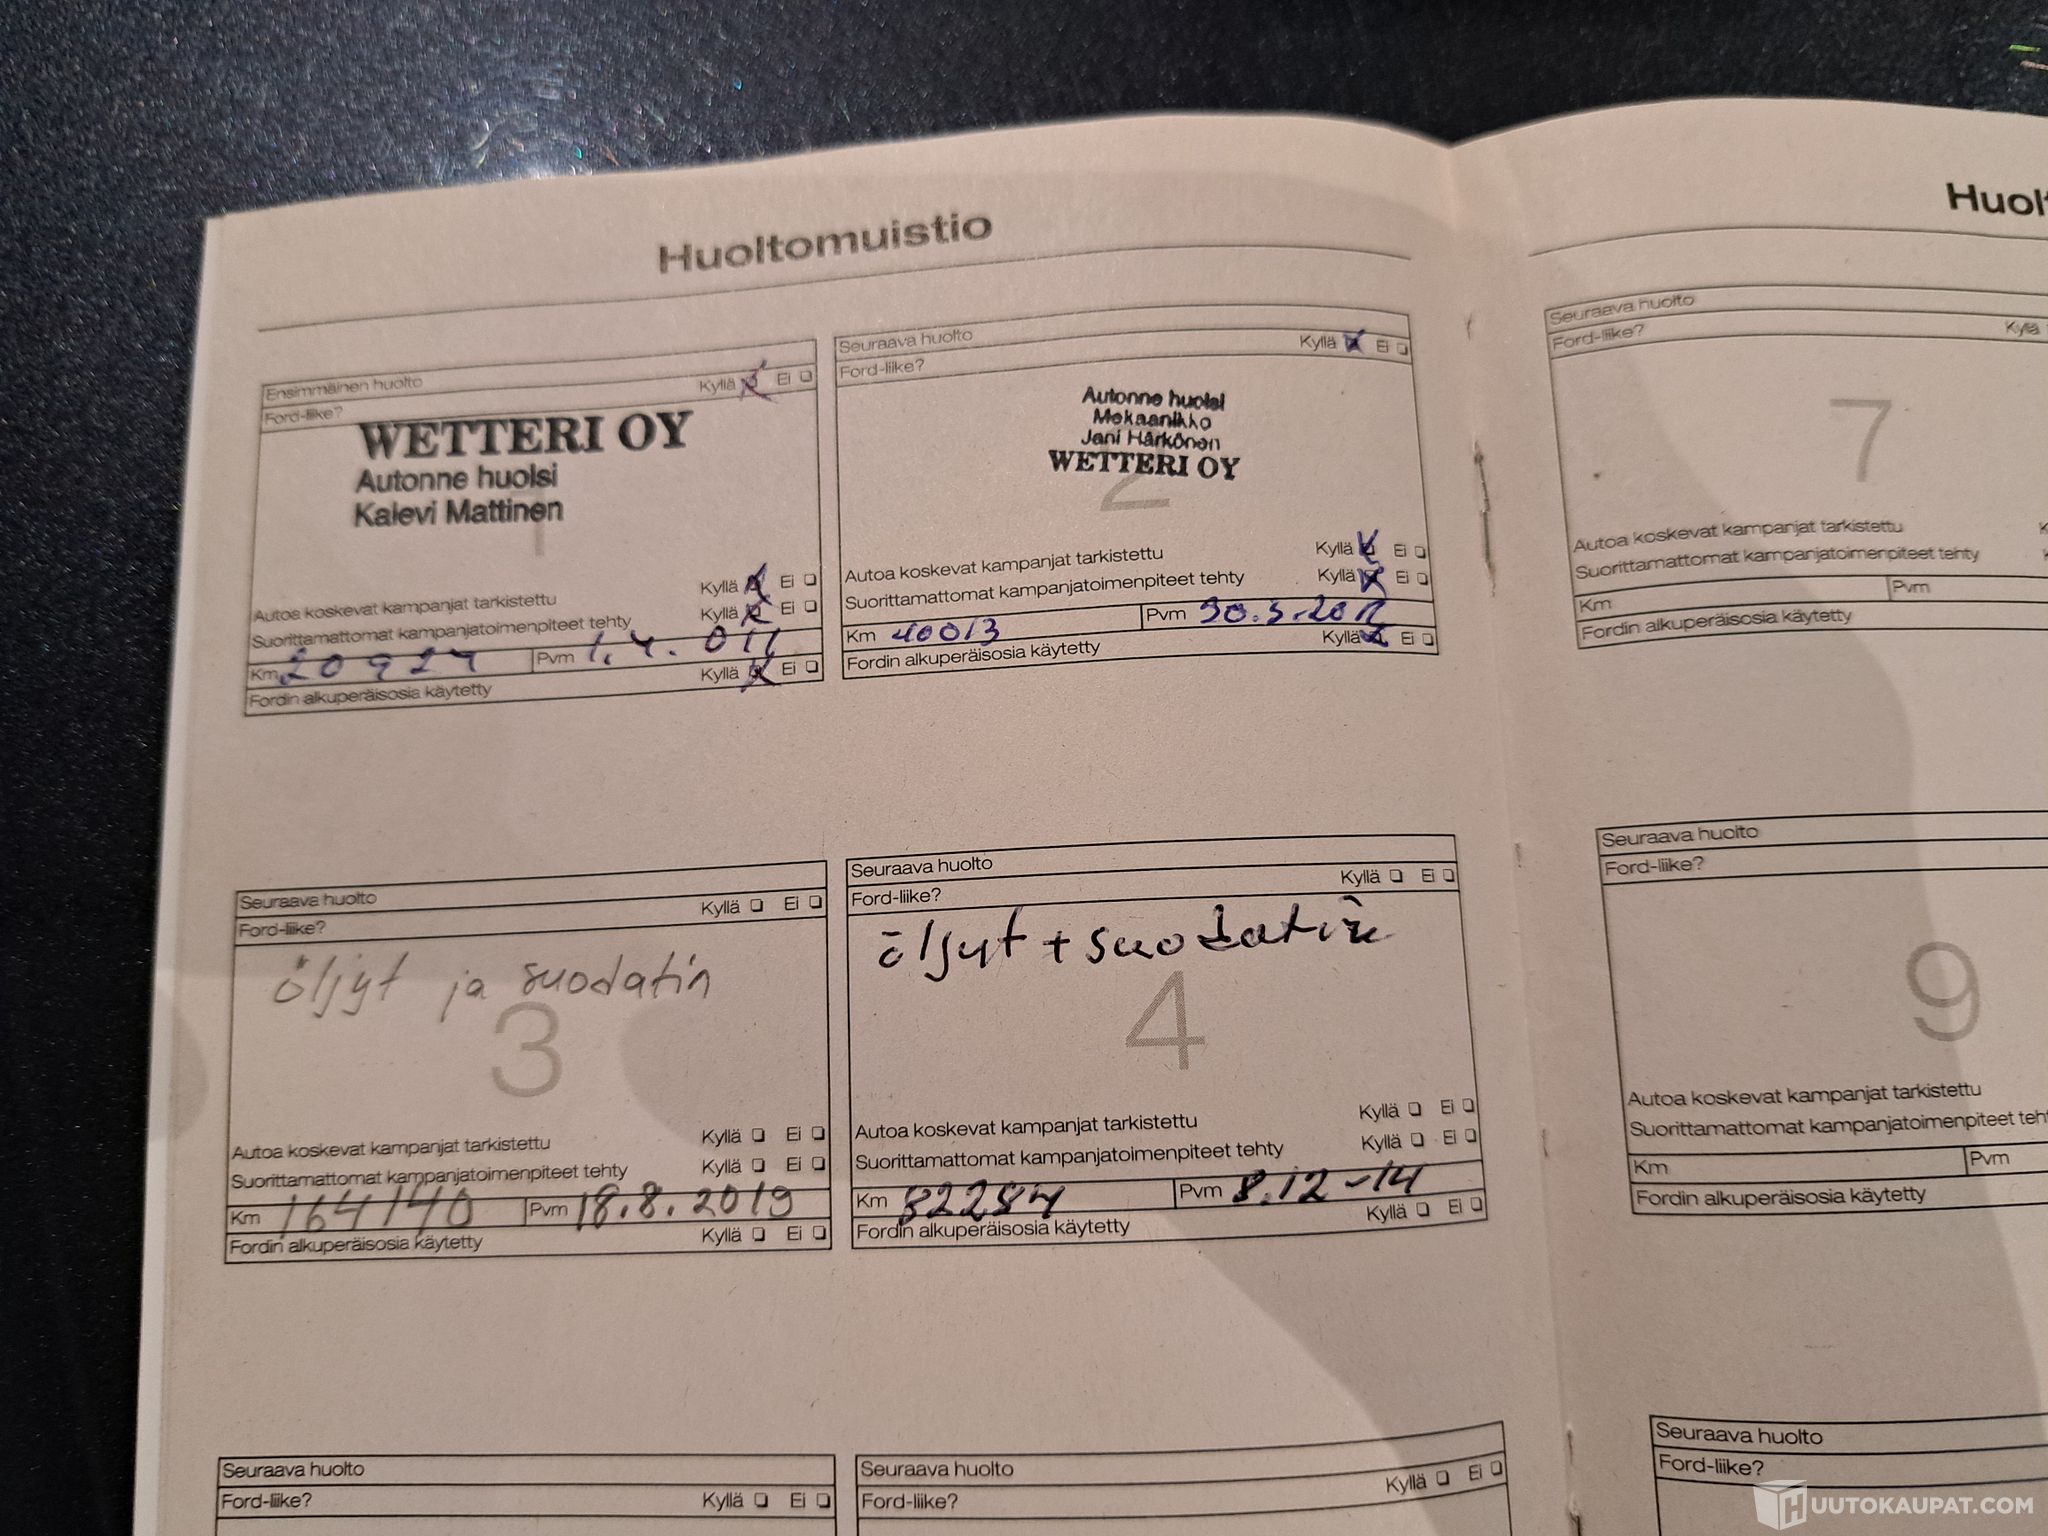 Huoltomuistio
Ensimmäinen huolto
Ford-liike? Kyllä Ei
WETTERI OY
Autonne huolsi
Kalevi Mattinen
1
Autoa koskevat kampanjat tarkistettu Kyllä Ei
Suorittamattomat kampanjatoimenpiteet tehty Kyllä Ei
Km 20924 Pvm 1.4.011
Fordin alkuperäisosia käytetty Kyllä Ei
Seuraava huolto
Ford-liike? Kyllä Ei
Autonne huolsi
Mekaanikko
Jani Härkönen
WETTERI OY
2
Autoa koskevat kampanjat tarkistettu Kyllä Ei
Suorittamattomat kampanjatoimenpiteet tehty Kyllä Ei
Km 40013 Pvm 30.3.2012
Fordin alkuperäisosia käytetty Kyllä Ei
Seuraava huolto
Ford-liike? Kyllä Ei
öljyt ja suodatin
3
Autoa koskevat kampanjat tarkistettu Kyllä Ei
Suorittamattomat kampanjatoimenpiteet tehty Kyllä Ei
Km 164140 Pvm 18.8.2019
Fordin alkuperäisosia käytetty Kyllä Ei
Seuraava huolto
Ford-liike? Kyllä Ei
öljyt + suodatin
4
Autoa koskevat kampanjat tarkistettu Kyllä Ei
Suorittamattomat kampanjatoimenpiteet tehty Kyllä Ei
Km 82284 Pvm 8.12-14
Fordin alkuperäisosia käytetty Kyllä Ei
Seuraava huolto
Ford-liike? Kyllä Ei
Seuraava huolto
Ford-liike? Kyllä Ei
Huol
Seuraava huolto
Ford-liike? Kyllä
7
Autoa koskevat kampanjat tarkistettu
Suorittamattomat kampanjatoimenpiteet tehty
Km Pvm
Fordin alkuperäisosia käytetty
Seuraava huolto
Ford-liike?
9
Autoa koskevat kampanjat tarkistettu
Suorittamattomat kampanjatoimenpiteet teht
Km Pvm
Fordin alkuperäisosia käytetty
Seuraava huolto
Ford-liike?
HUUTOKAUPAT.COM